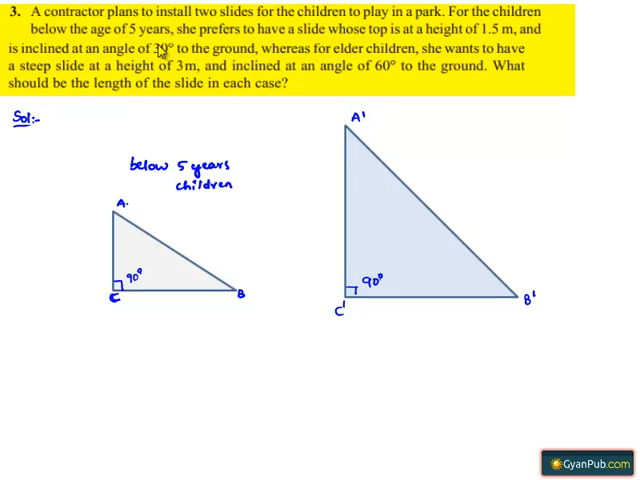 3. A contractor plans to install two slides for the children to play in a park. For the children
below the age of 5 years, she prefers to have a slide whose top is at a height of 1.5 m, and
is inclined at an angle of 30° to the ground, whereas for elder children, she wants to have
a steep slide at a height of 3m, and inclined at an angle of 60° to the ground. What
should be the length of the slide in each case?
Sol:-
A'
below 5 years
children
A
90°
C
B
90°
C'
B'
GyanPub.com